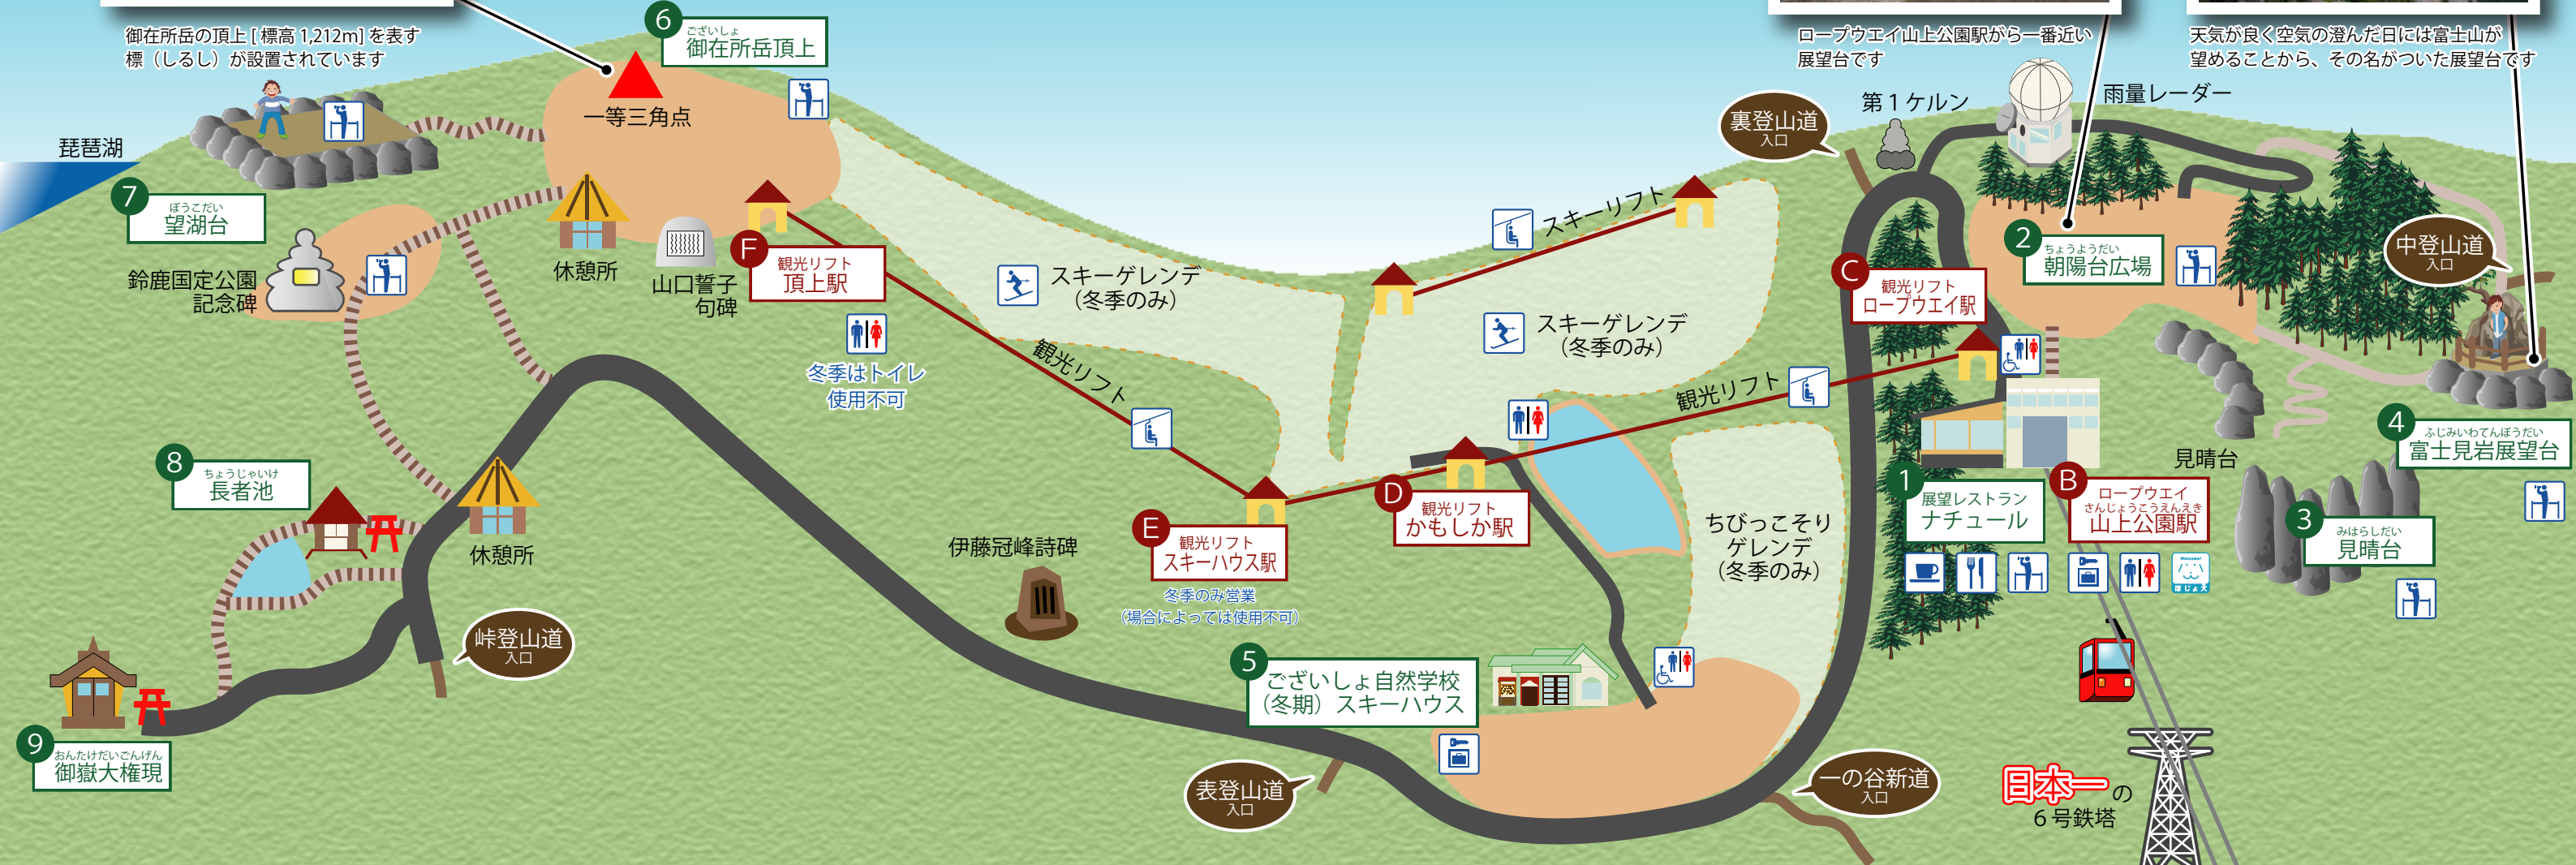 御在所岳の頂上 [ 標高 1,212m] を表す
標（しるし）が設置されています
6
ございしょ
御在所岳頂上
一等三角点
琵琶湖
7
ぼうこだい
望湖台
鈴鹿国定公園
記念碑
休憩所
山口誓子
句碑
F
観光リフト
頂上駅
冬季はトイレ
使用不可
スキーゲレンデ
（冬季のみ）
観光リフト
スキーリフト
スキーゲレンデ
（冬季のみ）
観光リフト
ロープウエイ山上公園駅から一番近い
展望台です
天気が良く空気の澄んだ日には富士山が
望めることから、その名がついた展望台です
裏登山道
入口
第１ケルン
雨量レーダー
C
観光リフト
ロープウエイ駅
2
ちょうようだい
朝陽台広場
中登山道
入口
4
ふじみいわてんぼうだい
富士見岩展望台
見晴台
3
みはらしだい
見晴台
1
展望レストラン
ナチュール
B
ロープウエイ
さんじょうこうえんえき
山上公園駅
Welcome!
ほじょ犬
8
ちょうじゃいけ
長者池
休憩所
伊藤冠峰詩碑
E
観光リフト
スキーハウス駅
冬季のみ営業
（場合によっては使用不可）
D
観光リフト
かもしか駅
ちびっこそり
ゲレンデ
（冬季のみ）
峠登山道
入口
5
ございしょ自然学校
（冬期）スキーハウス
9
おんたけだいごんげん
御嶽大権現
表登山道
入口
一の谷新道
入口
日本一の
６号鉄塔